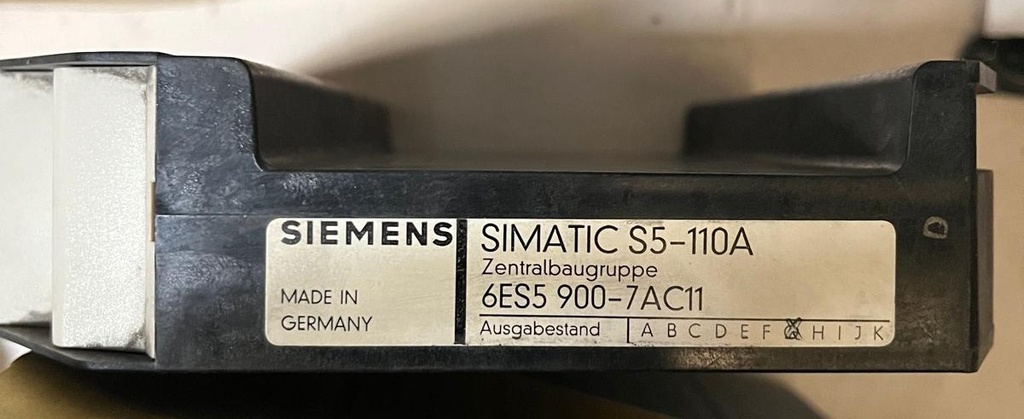 SIEMENS
MADE IN
GERMANY
SIMATIC S5-110A
Zentralbaugruppe
6ES5 900-7AC11
Ausgabestand A B C D E F G H I J K
D